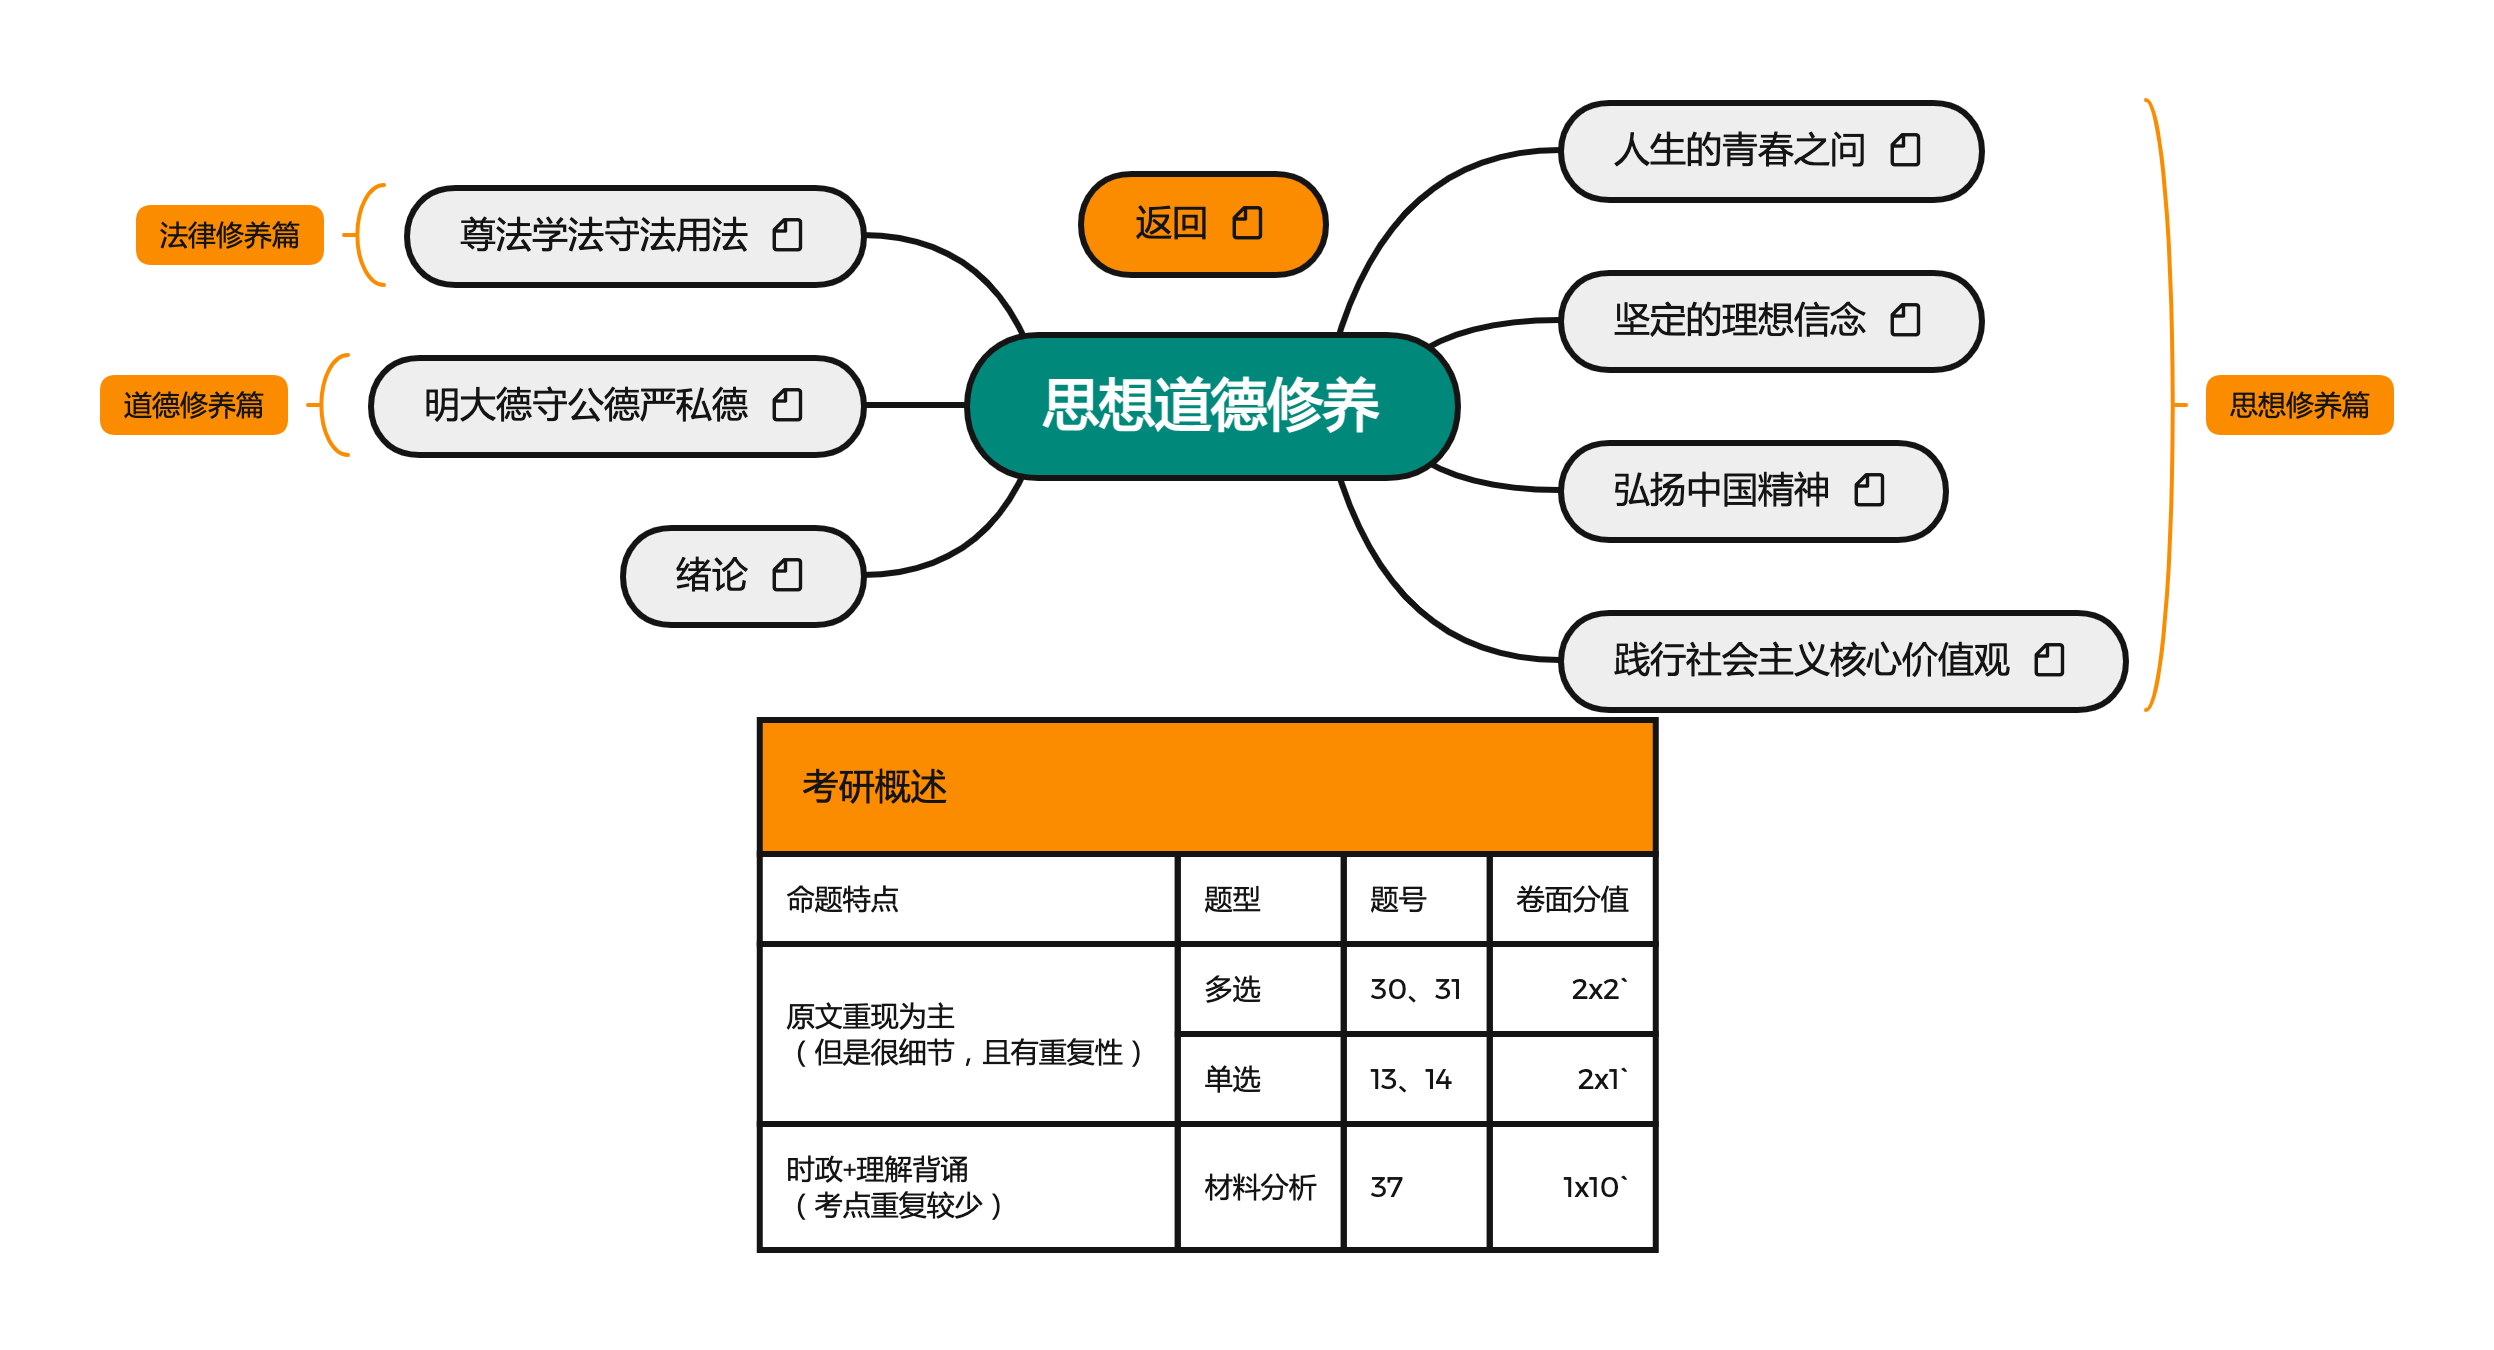 返回
思想道德修养
人生的青春之问
坚定的理想信念
弘扬中国精神
践行社会主义核心价值观
思想修养篇
尊法学法守法用法
法律修养篇
明大德守公德严私德
道德修养篇
绪论
考研概述
命题特点 题型 题号 卷面分值
原文重现为主
（但是很细节，且有重复性）
多选 30、31 2x2`
单选 13、14 2x1`
时政+理解背诵
（考点重复较少）
材料分析 37 1x10`